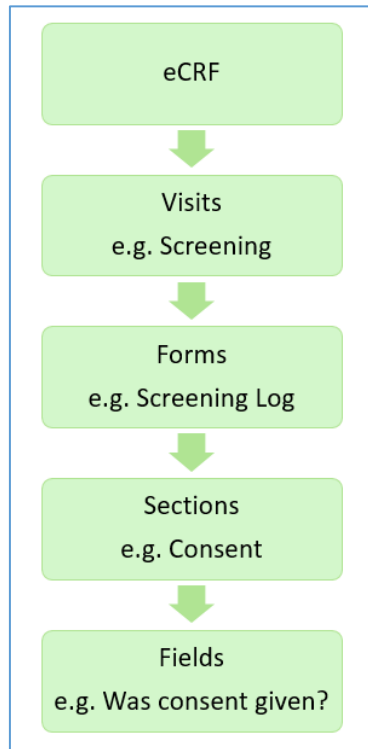 eCRF
Visits
e.g. Screening
Forms
e.g. Screening Log
Sections
e.g. Consent
Fields
e.g. Was consent given?